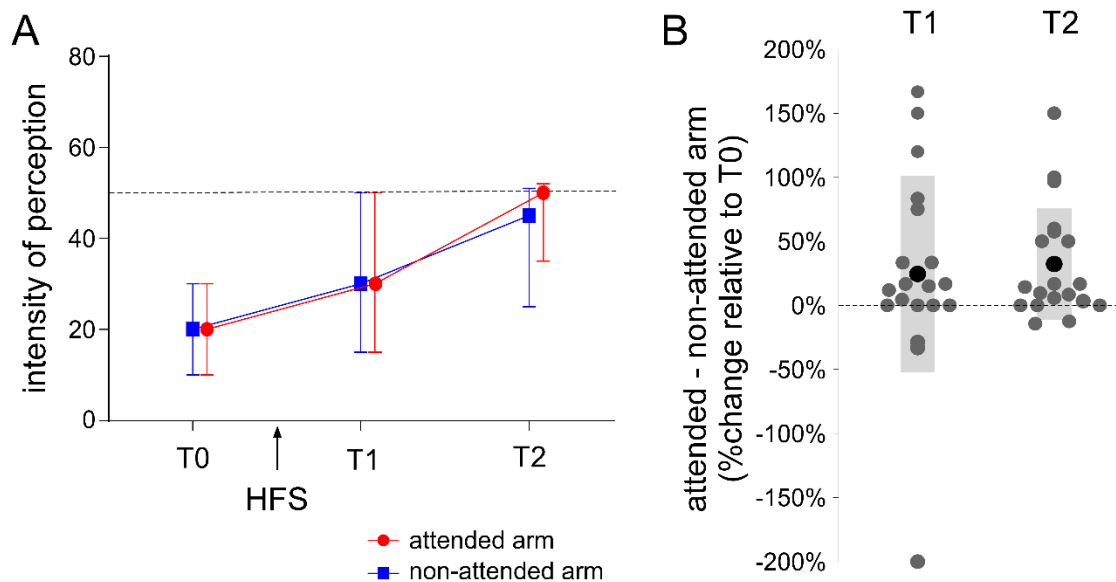 A
intensity of perception
80
60
40
20
0
T0
T1
T2
HFS
attended arm
non-attended arm
B
T1
T2
attended - non-attended arm
(%change relative to T0)
200%
150%
100%
50%
0%
-50%
-100%
-150%
-200%